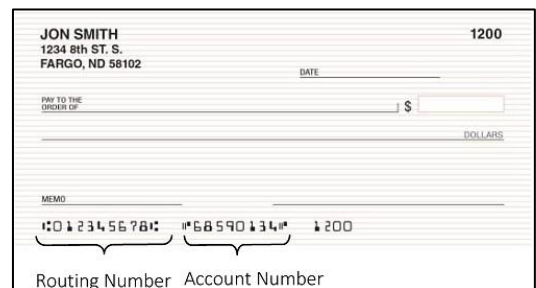 JON SMITH 1200
1234 8th ST. S.
FARGO, ND 58102
DATE
PAY TO THE
ORDER OF $
DOLLARS
MEMO
⑆012345678⑆ ⑈68590134⑈ 1200
Routing Number Account Number